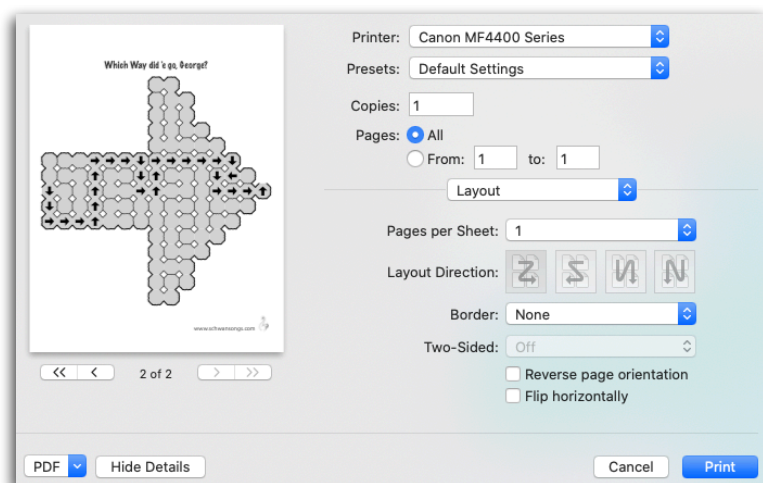 Which Way did 'e go, George?
www.schwansongs.com
<< <
2 of 2
> >>
Printer: Canon MF4400 Series
Presets: Default Settings
Copies: 1
Pages: All
From: 1 to: 1
Layout
Pages per Sheet: 1
Layout Direction:
Border: None
Two-Sided: Off
Reverse page orientation
Flip horizontally
PDF
Hide Details
Cancel
Print